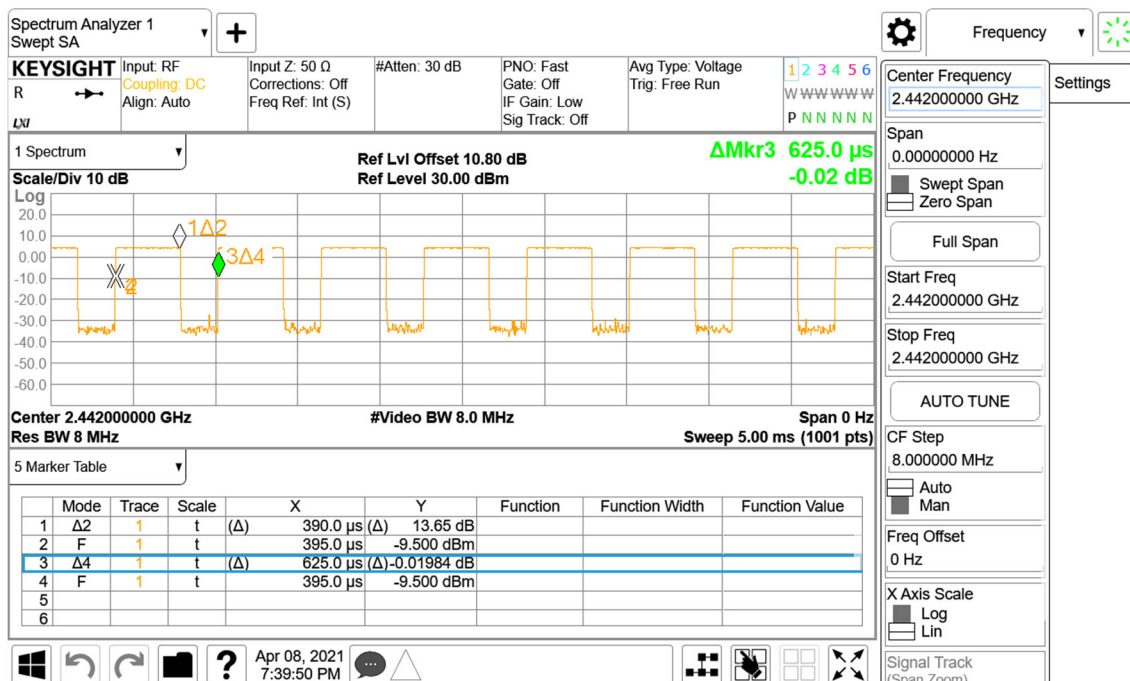 Spectrum Analyzer 1
Swept SA
Frequency
KEYSIGHT
R
LXI
Input: RF
Coupling: DC
Align: Auto
Input Z: 50 Ω
Corrections: Off
Freq Ref: Int (S)
#Atten: 30 dB
PNO: Fast
Gate: Off
IF Gain: Low
Sig Track: Off
Avg Type: Voltage
Trig: Free Run
1 2 3 4 5 6
W W W W W W
P N N N N N
1 Spectrum
Scale/Div 10 dB
Ref Lvl Offset 10.80 dB
Ref Level 30.00 dBm
ΔMkr3 625.0 µs
-0.02 dB
Log
20.0
10.0
0.00
-10.0
-20.0
-30.0
-40.0
-50.0
-60.0
1Δ2
3Δ4
Center 2.442000000 GHz
#Video BW 8.0 MHz
Span 0 Hz
Res BW 8 MHz
Sweep 5.00 ms (1001 pts)
5 Marker Table
Mode Trace Scale X Y Function Function Width Function Value
1 Δ2 1 t (Δ) 390.0 µs (Δ) 13.65 dB
2 F 1 t 395.0 µs -9.500 dBm
3 Δ4 1 t (Δ) 625.0 µs (Δ) -0.01984 dB
4 F 1 t 395.0 µs -9.500 dBm
5
6
Apr 08, 2021
7:39:50 PM
Center Frequency
2.442000000 GHz
Span
0.00000000 Hz
Swept Span
Zero Span
Full Span
Start Freq
2.442000000 GHz
Stop Freq
2.442000000 GHz
AUTO TUNE
CF Step
8.000000 MHz
Auto
Man
Freq Offset
0 Hz
X Axis Scale
Log
Lin
Signal Track
(Span Zoom)
Settings